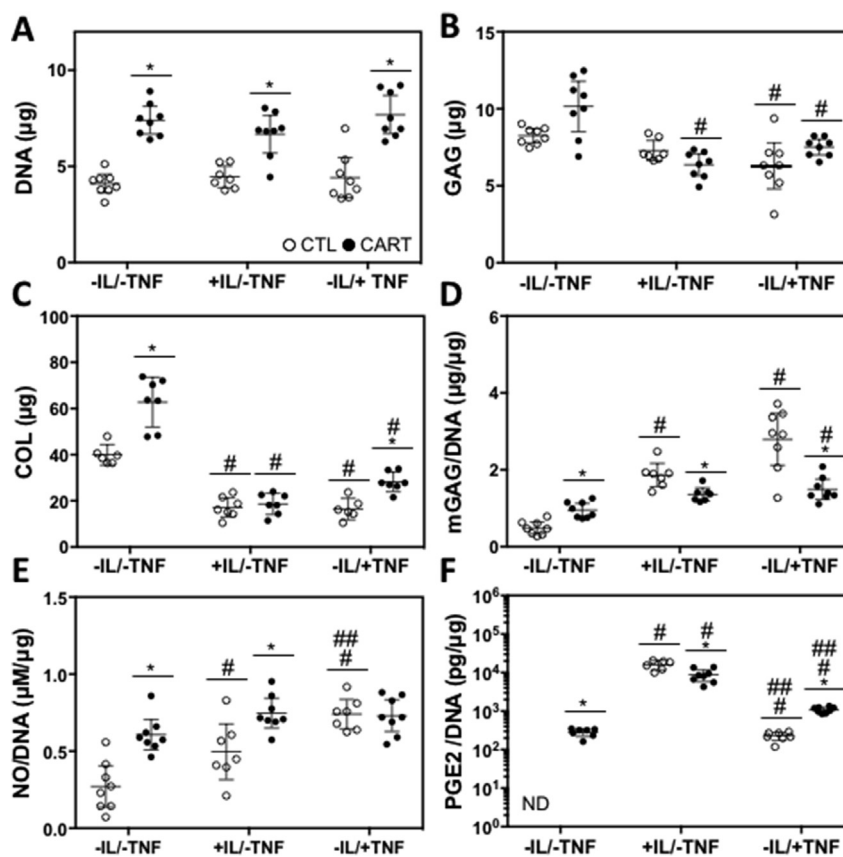 A
B
DNA (µg)
10
5
0
* * *
○ CTL ● CART
-IL/-TNF +IL/-TNF -IL/+ TNF
GAG (µg)
15
10
5
0
# # #
-IL/-TNF +IL/-TNF -IL/+TNF
C
D
COL (µg)
100
80
60
40
20
0
* # # # # *
-IL/-TNF +IL/-TNF -IL/+TNF
mGAG/DNA (µg/µg)
6
4
2
0
* # * # # *
-IL/-TNF +IL/-TNF -IL/+TNF
E
F
NO/DNA (µM/µg)
1.5
1.0
0.5
0.0
* # * ## #
-IL/-TNF +IL/-TNF -IL/+TNF
PGE2 /DNA (pg/µg)
10⁶
10⁵
10⁴
10³
10²
10¹
10⁰
ND
* # # * ## # ## # *
-IL/-TNF +IL/-TNF -IL/+TNF